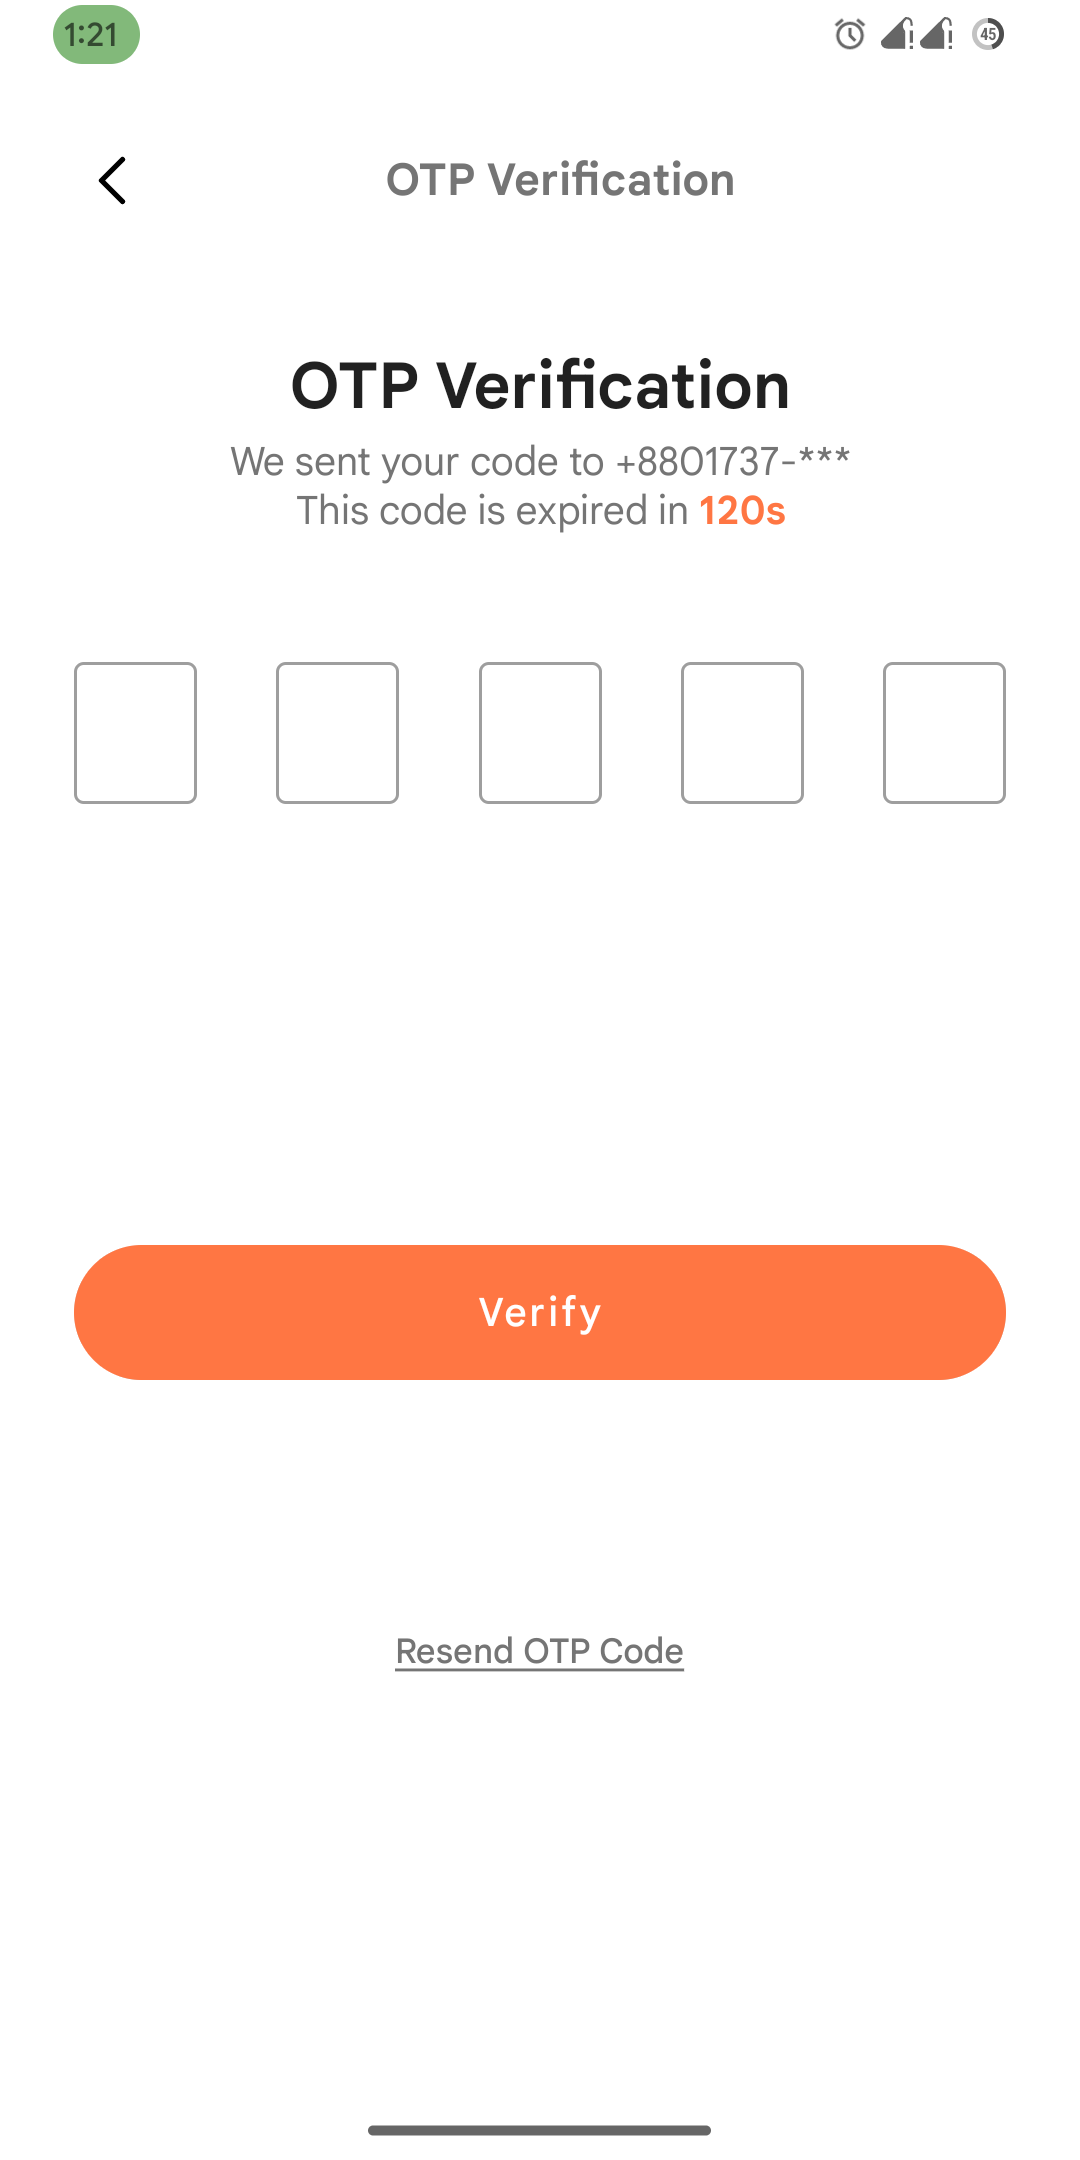 1:21
45
OTP Verification
OTP Verification
We sent your code to +8801737-***
This code is expired in 120s
Verify
Resend OTP Code